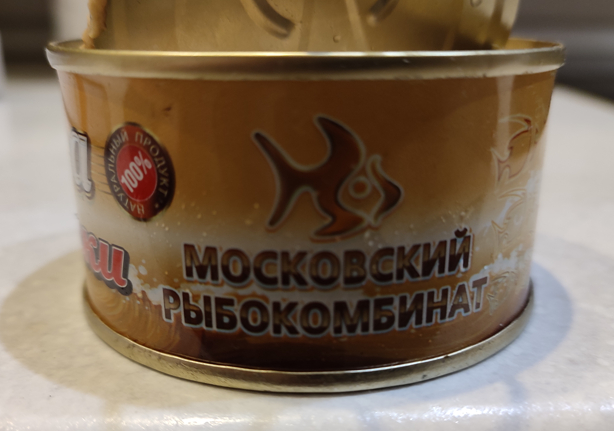 НАТУРАЛЬНЫЙ ПРОДУКТ
100%
МОСКОВСКИЙ
РЫБОКОМБИНАТ